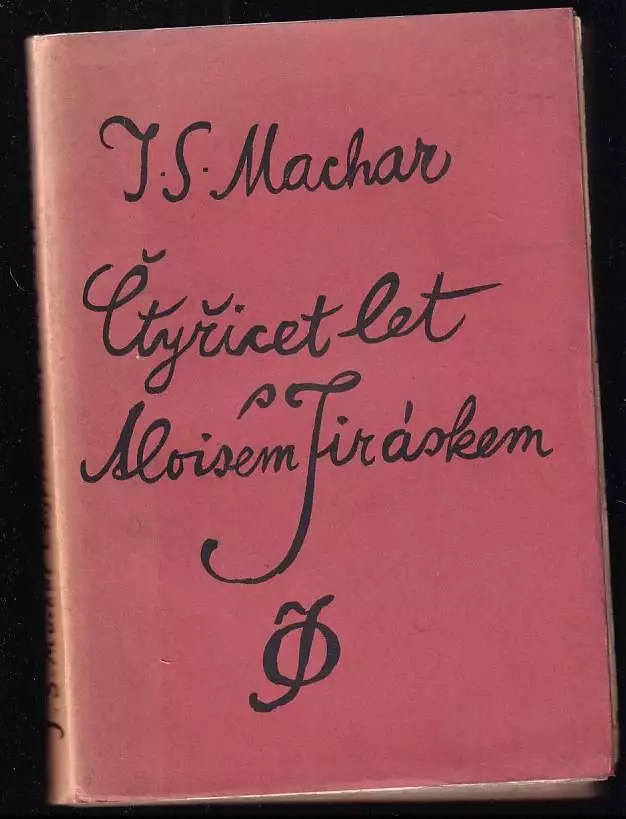 J. S. Machar
Čtyřicet let
s
Aloisem Jiráskem